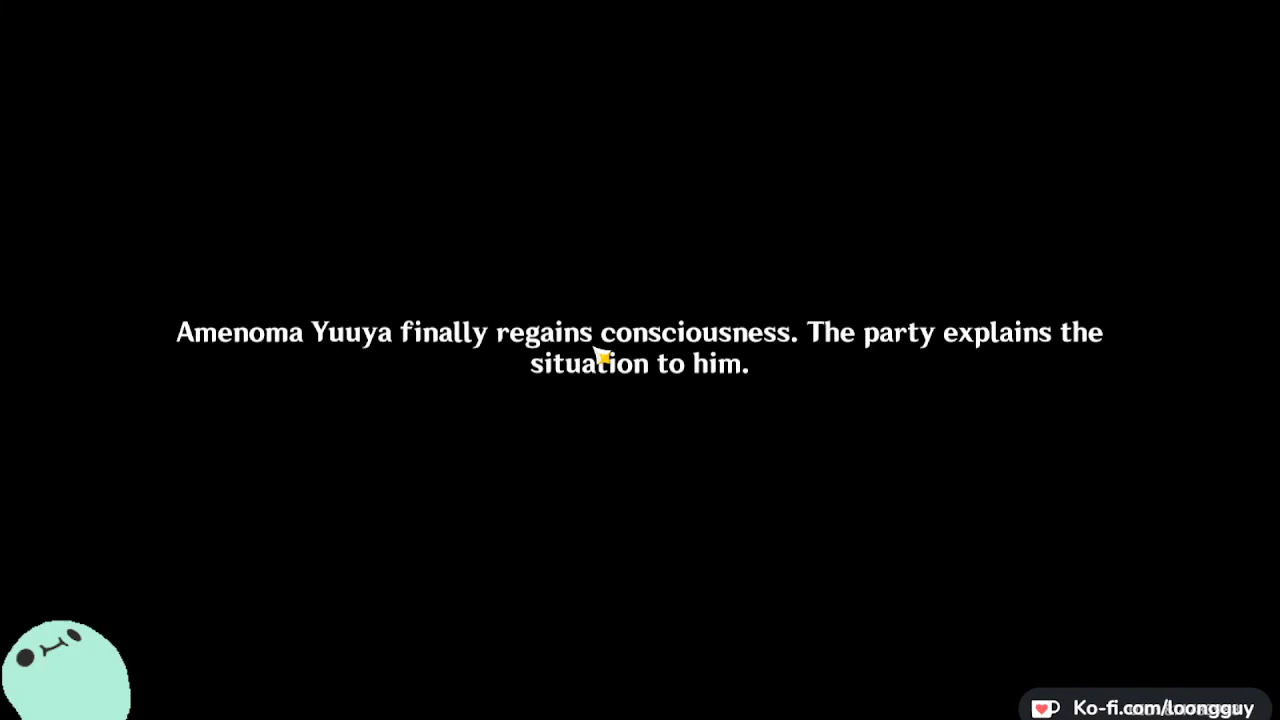 Amenoma Yuuya finally regains consciousness. The party explains the
situation to him.
Ko-fi.com/loongguy